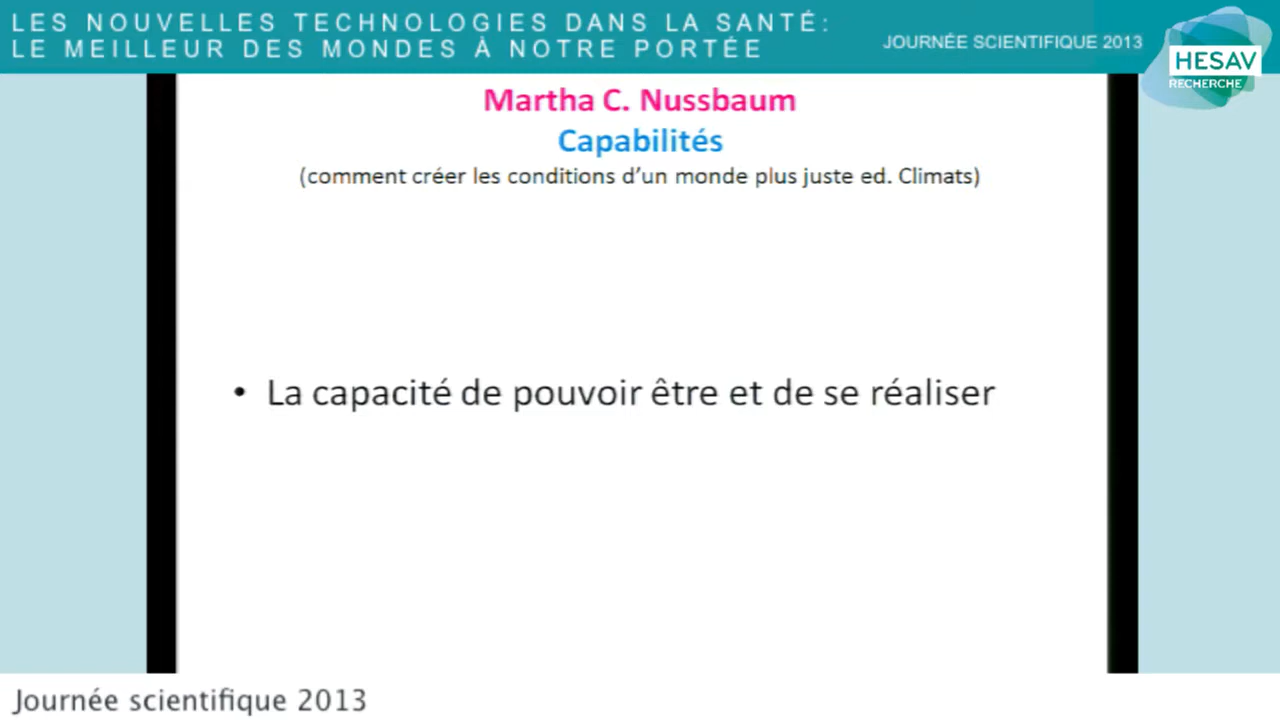 LES NOUVELLES TECHNOLOGIES DANS LA SANTÉ:
LE MEILLEUR DES MONDES À NOTRE PORTÉE
JOURNÉE SCIENTIFIQUE 2013
HESAV
RECHERCHE
Martha C. Nussbaum
Capabilités
(comment créer les conditions d'un monde plus juste ed. Climats)
• La capacité de pouvoir être et de se réaliser
Journée scientifique 2013